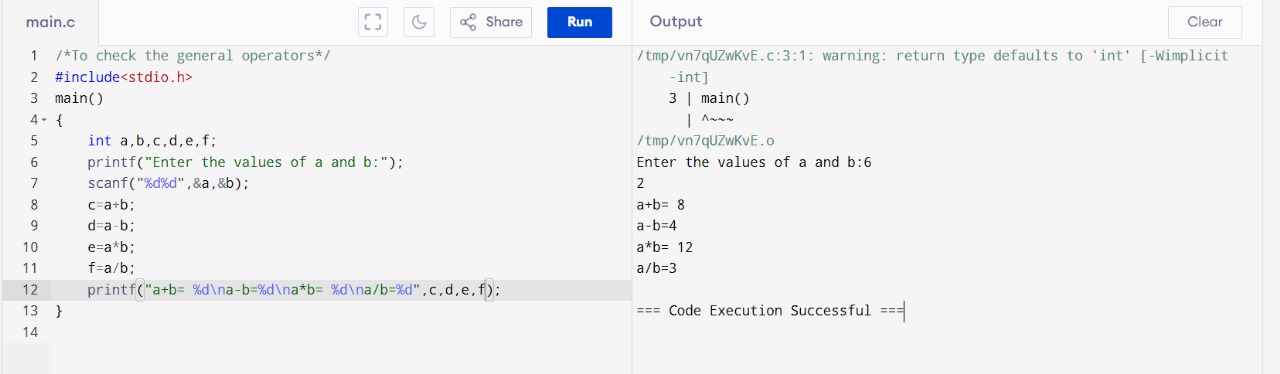 main.c
Share
Run
Output
Clear
1 /*To check the general operators*/
2 #include<stdio.h>
3 main()
4 {
5 int a,b,c,d,e,f;
6 printf("Enter the values of a and b:");
7 scanf("%d%d",&a,&b);
8 c=a+b;
9 d=a-b;
10 e=a*b;
11 f=a/b;
12 printf("a+b= %d\na-b=%d\na*b= %d\na/b=%d",c,d,e,f);
13 }
14
/tmp/vn7qUZwKvE.c:3:1: warning: return type defaults to 'int' [-Wimplicit
-int]
3 | main()
| ^~~~
/tmp/vn7qUZwKvE.o
Enter the values of a and b:6
2
a+b= 8
a-b=4
a*b= 12
a/b=3
=== Code Execution Successful ===